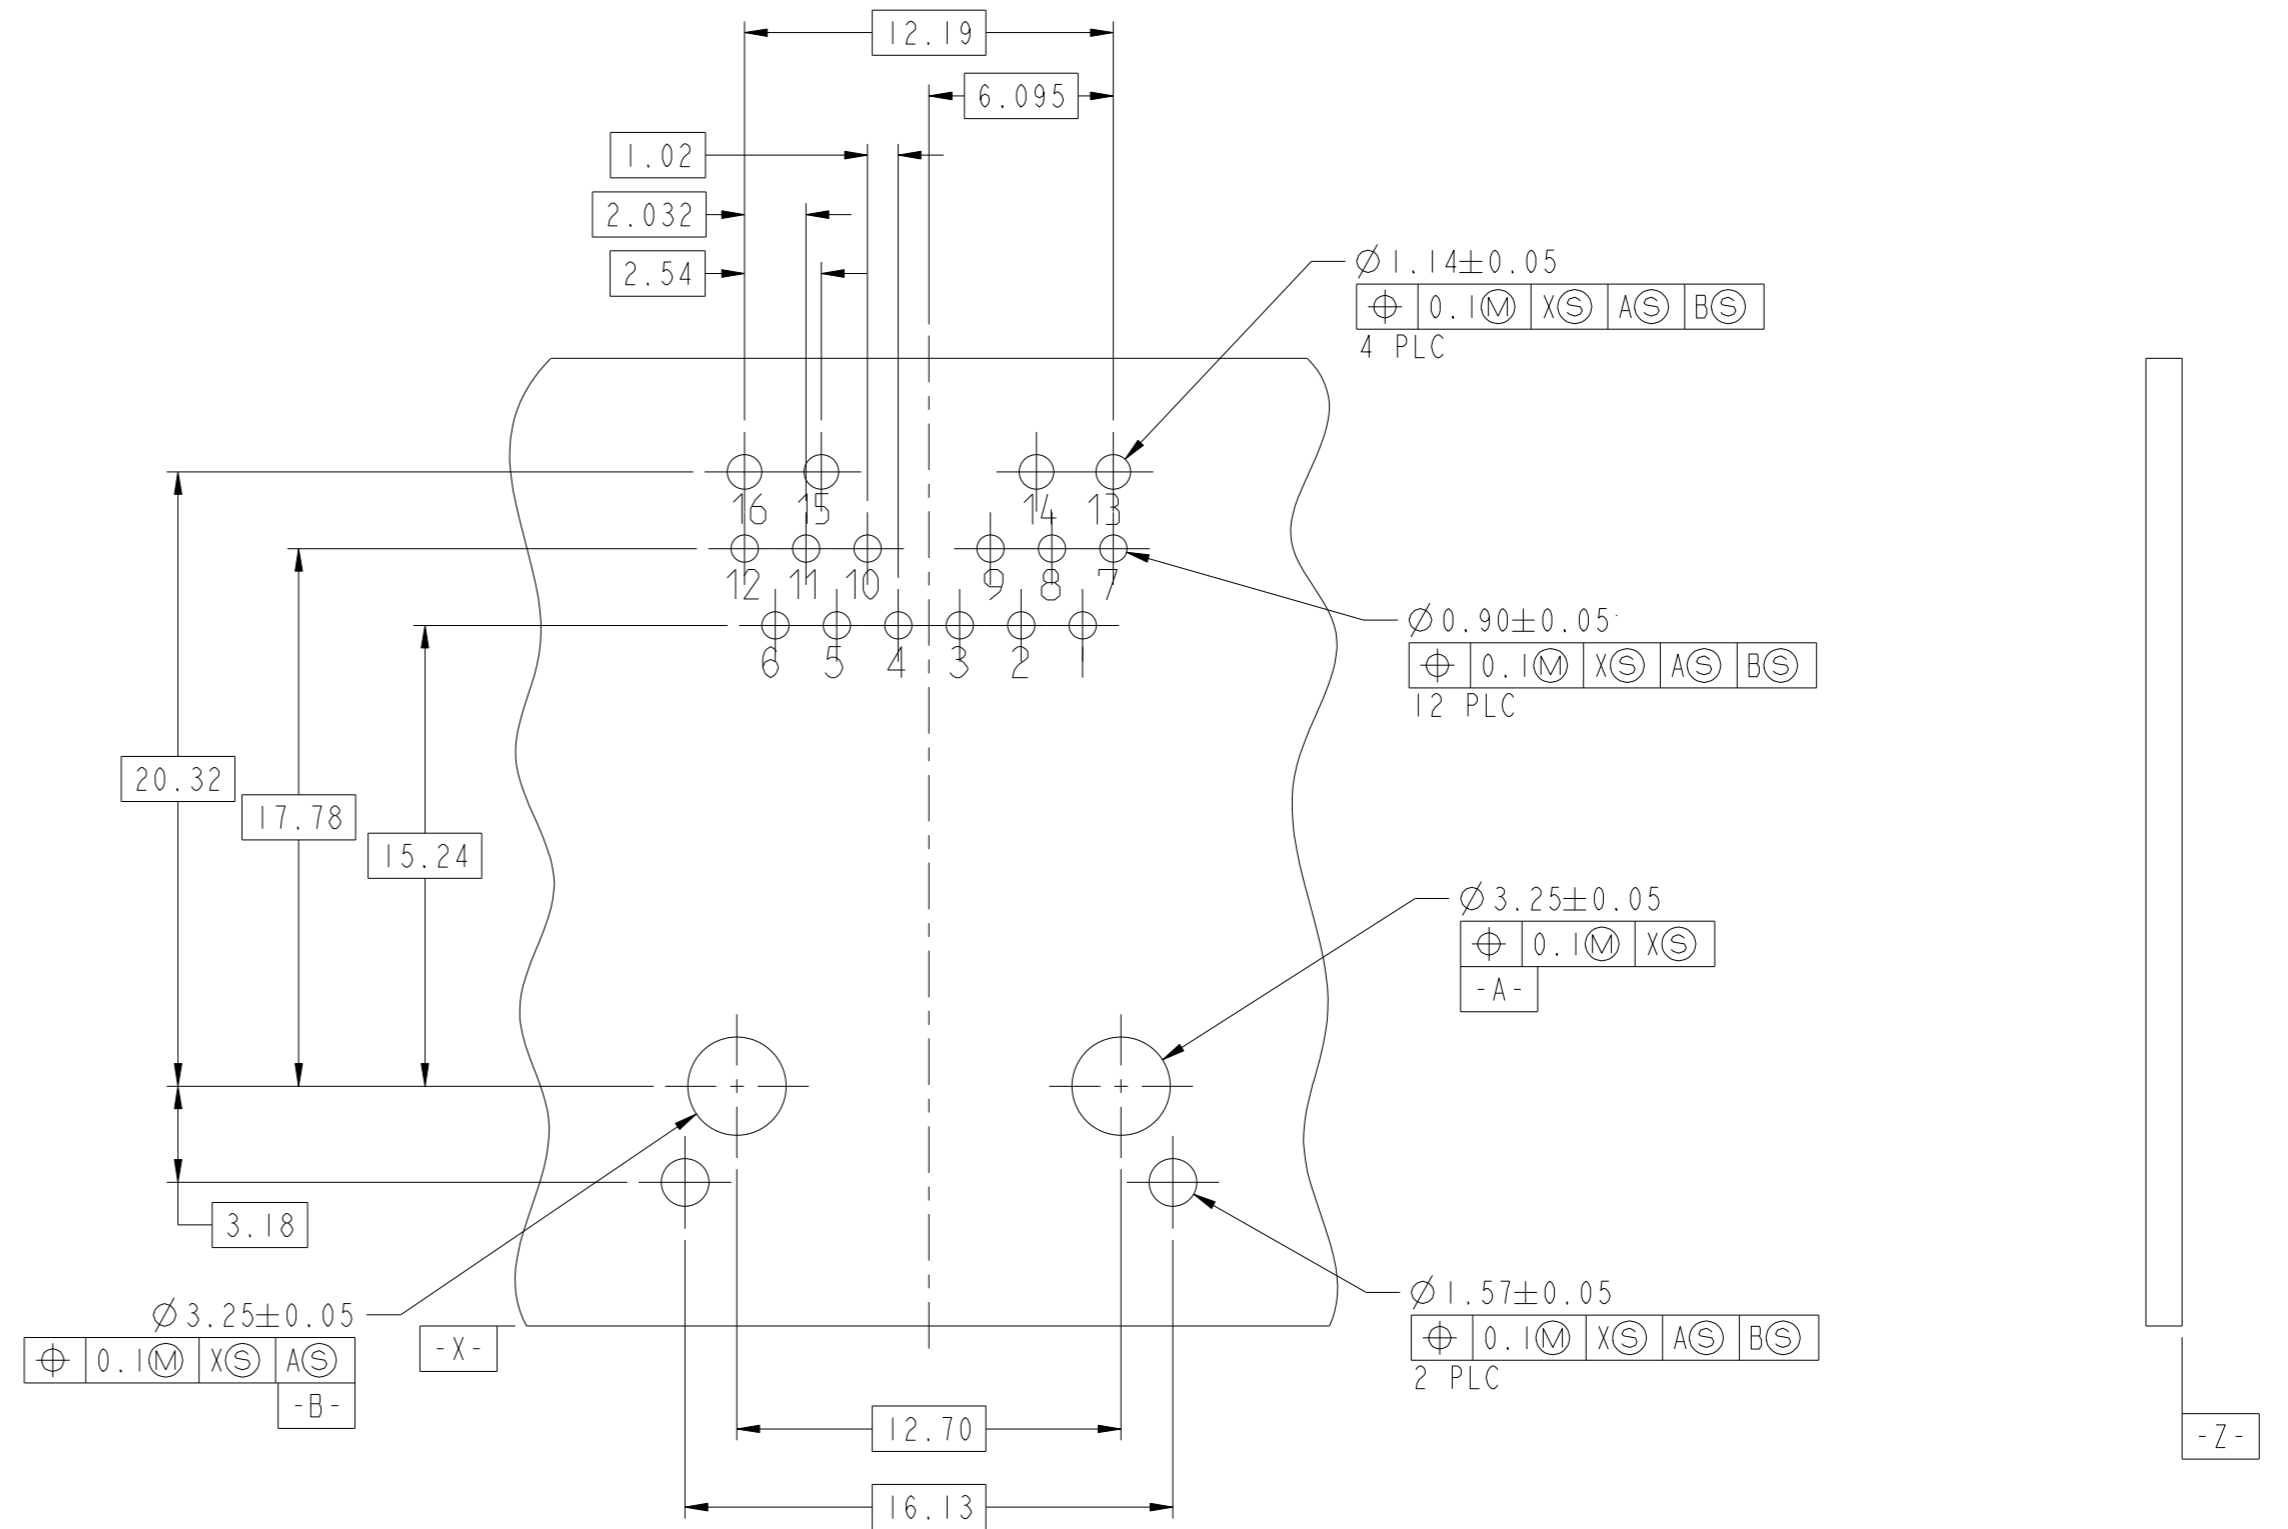 12.19
6.095
1.02
2.032
2.54
Ø1.14±0.05
⌖ 0.1Ⓜ XⓈ AⓈ BⓈ
4 PLC
16 15 14 13
12 11 10 9 8 7
Ø0.90±0.05
⌖ 0.1Ⓜ XⓈ AⓈ BⓈ
12 PLC
6 5 4 3 2 1
20.32
17.78
15.24
Ø3.25±0.05
⌖ 0.1Ⓜ XⓈ
-A-
3.18
Ø3.25±0.05
⌖ 0.1Ⓜ XⓈ AⓈ
-B-
-X-
Ø1.57±0.05
⌖ 0.1Ⓜ XⓈ AⓈ BⓈ
2 PLC
12.70
-Z-
16.13